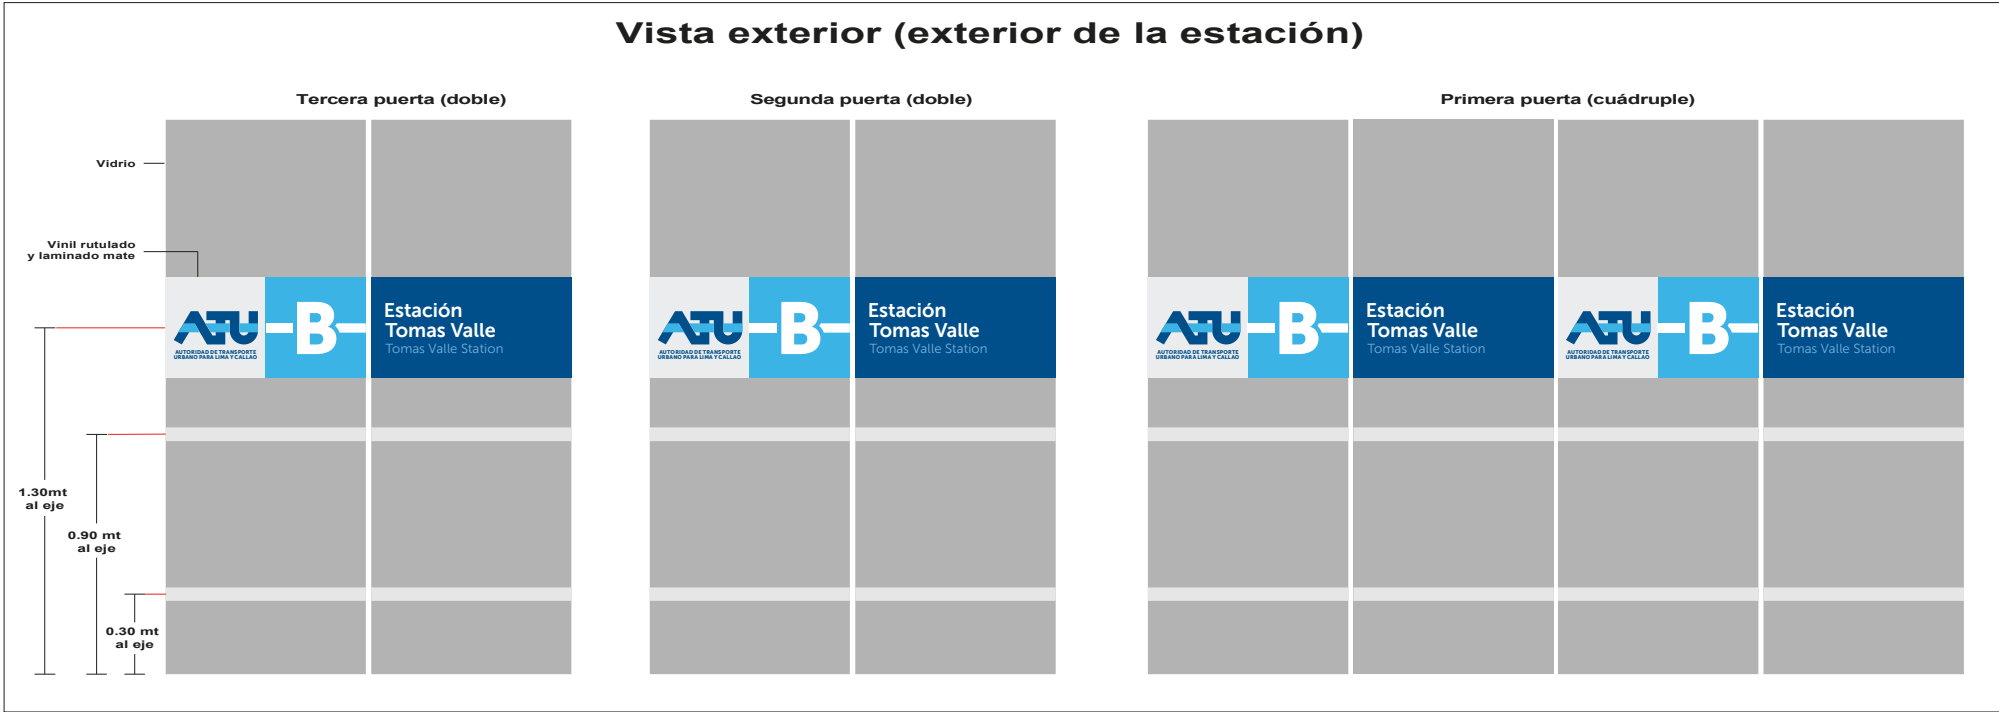 Vista exterior (exterior de la estación)
Tercera puerta (doble)
Segunda puerta (doble)
Primera puerta (cuádruple)
Vidrio
Vinil rutulado
y laminado mate
ATU
AUTORIDAD DE TRANSPORTE
URBANO PARA LIMA Y CALLAO
B
Estación
Tomas Valle
Tomas Valle Station
ATU
AUTORIDAD DE TRANSPORTE
URBANO PARA LIMA Y CALLAO
B
Estación
Tomas Valle
Tomas Valle Station
ATU
AUTORIDAD DE TRANSPORTE
URBANO PARA LIMA Y CALLAO
B
Estación
Tomas Valle
Tomas Valle Station
ATU
AUTORIDAD DE TRANSPORTE
URBANO PARA LIMA Y CALLAO
B
Estación
Tomas Valle
Tomas Valle Station
1.30mt
al eje
0.90 mt
al eje
0.30 mt
al eje